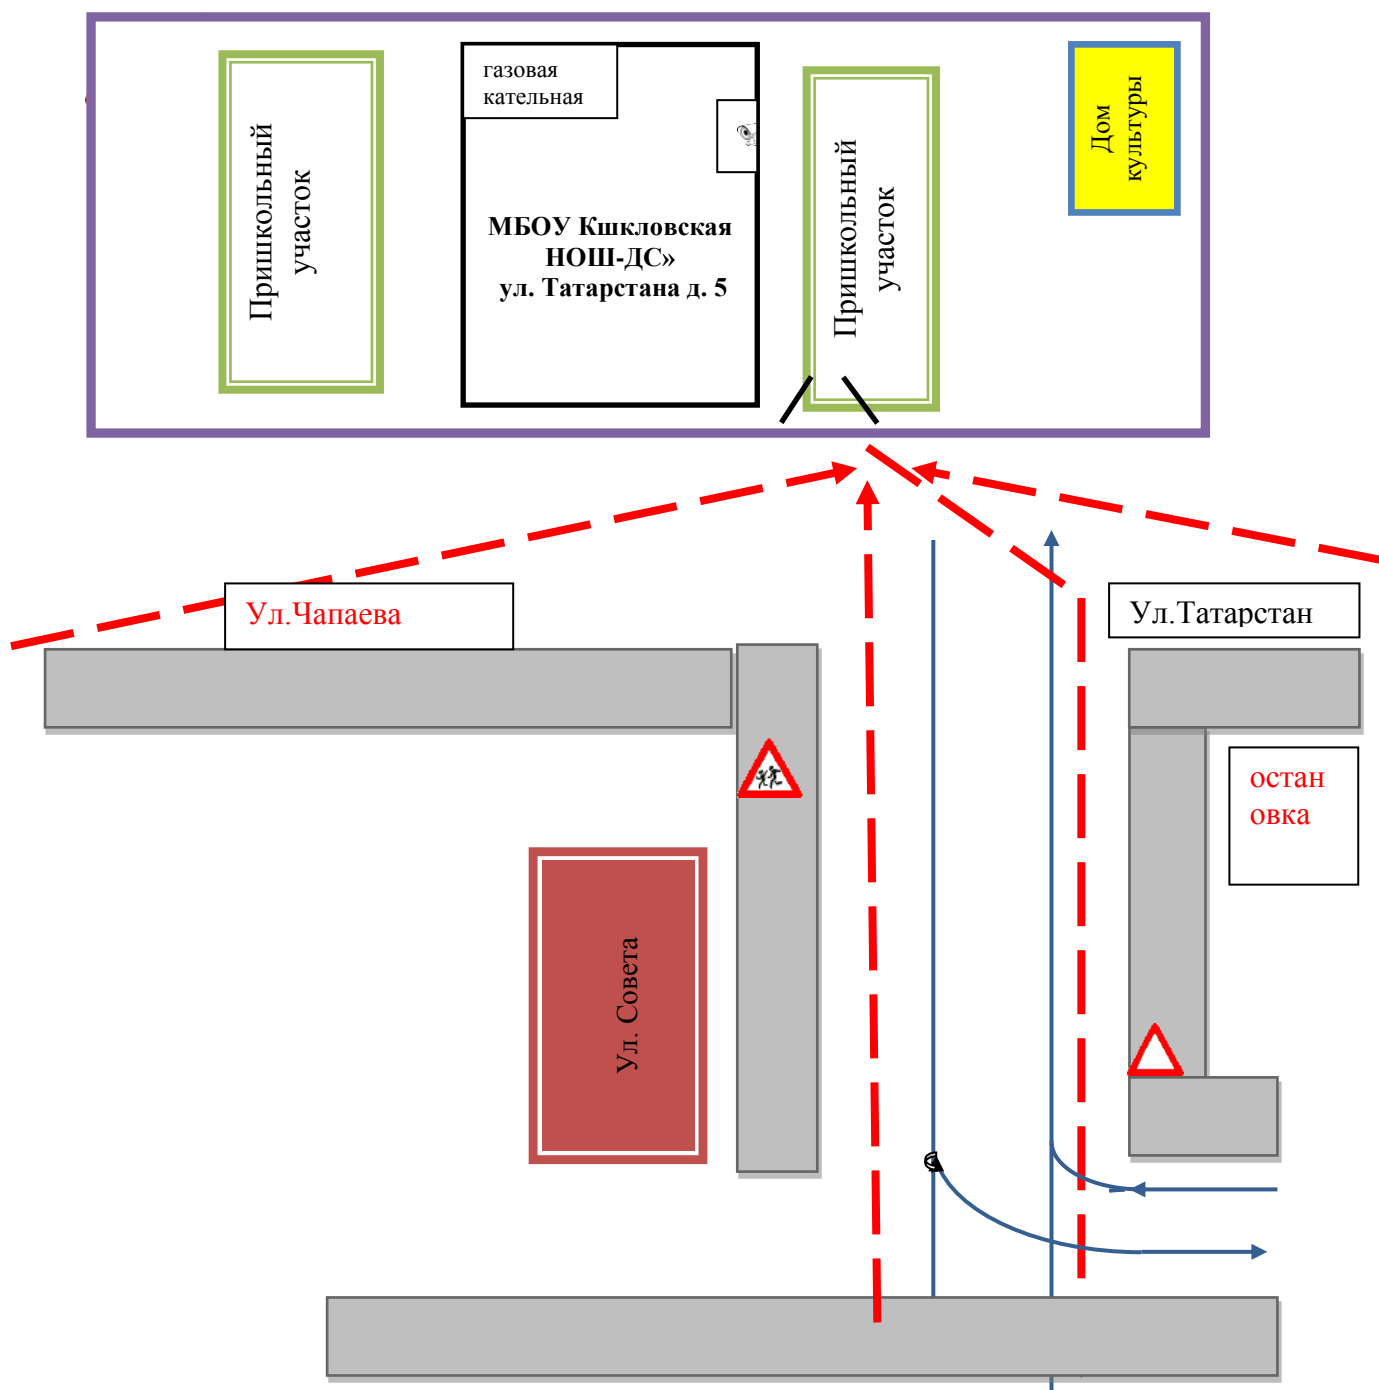 газовая
кательная
Пришкольный
участок
МБОУ Кшкловская
НОШ-ДС»
ул. Татарстана д. 5
Пришкольный
участок
Дом
культуры
Ул.Чапаева
Ул.Татарстан
остан
овка
Ул. Совета